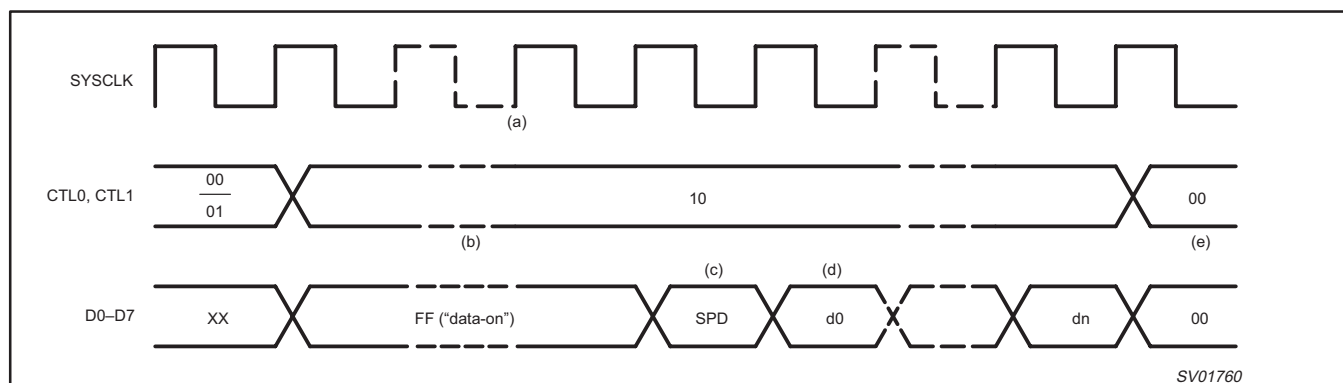 SYSCLK
(a)
CTL0, CTL1
00
01
10
00
(b)
(e)
(c)
(d)
D0–D7
XX
FF (“data-on”)
SPD
d0
dn
00
SV01760